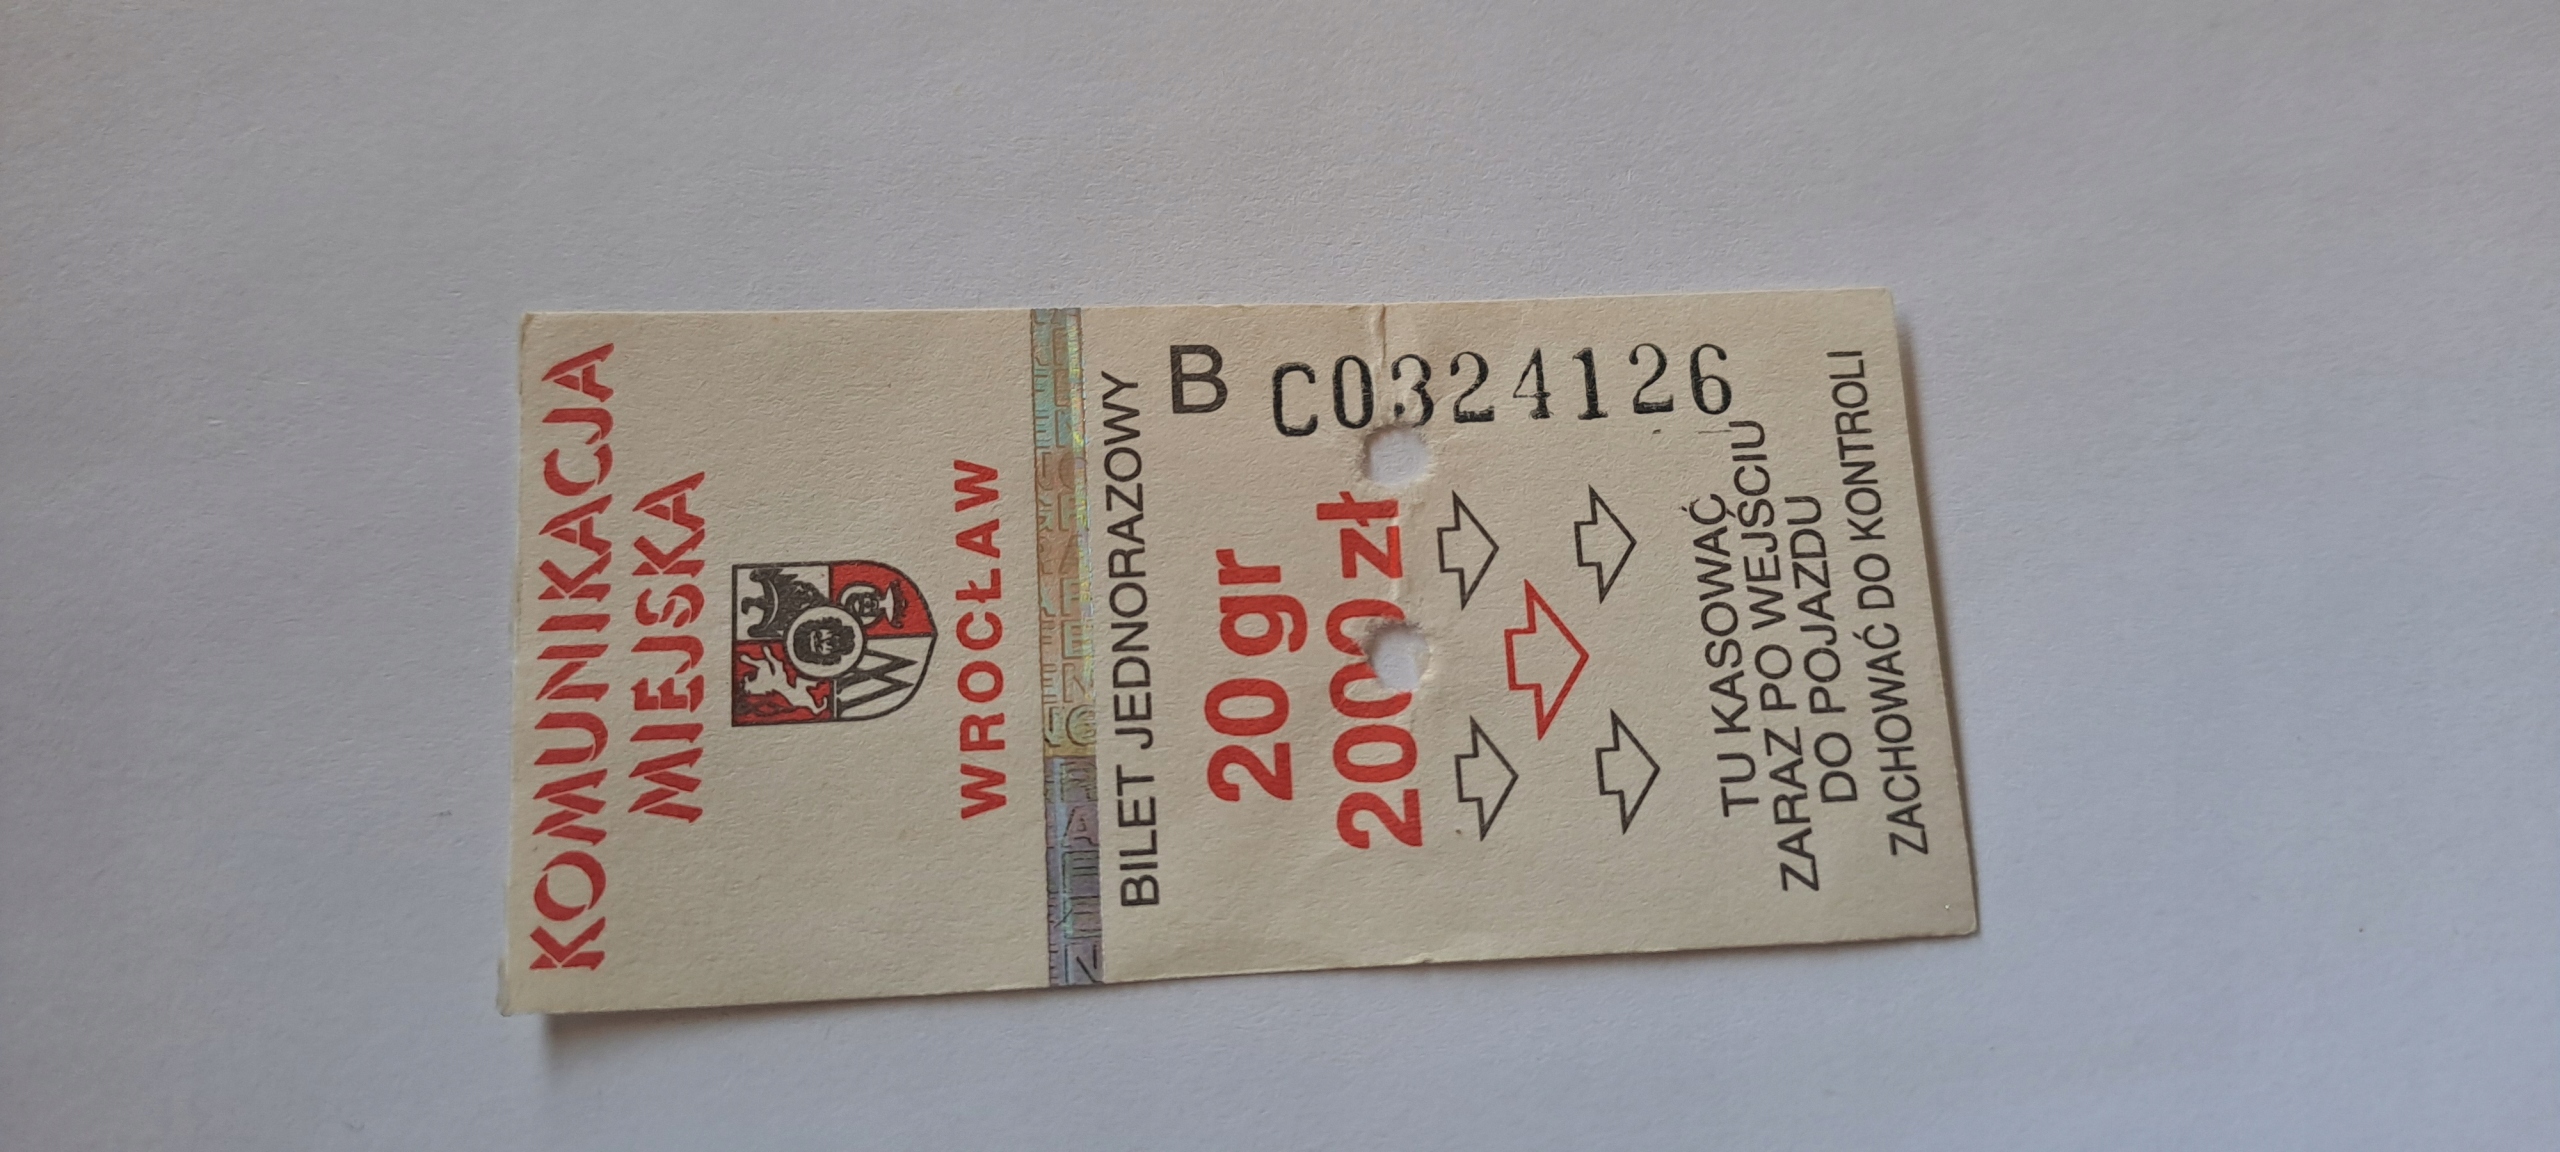 KOMUNIKACJA
MIEJSKA
W
WROCŁAW
BILET JEDNORAZOWY
B
C0324126
20 gr
2000 zł
TU KASOWAĆ
ZARAZ PO WEJŚCIU
DO POJAZDU
ZACHOWAĆ DO KONTROLI